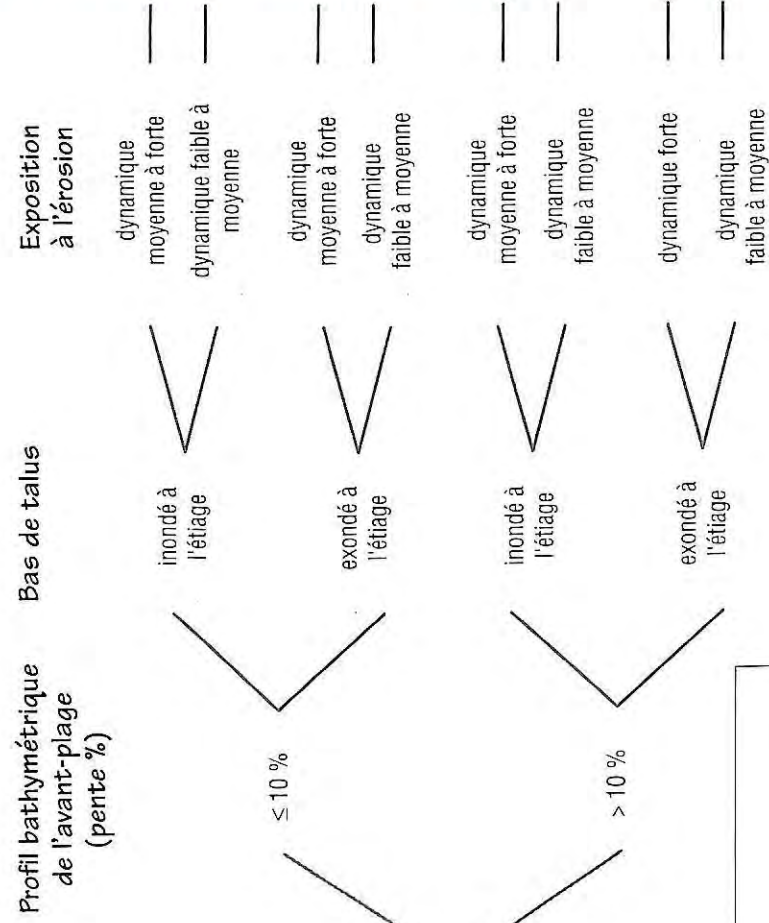 Profil bathymétrique
de l'avant-plage
(pente %)
Bas de talus
Exposition
à l'érosion
≤ 10 %
inondé à
l'étiage
dynamique
moyenne à forte
dynamique faible à
moyenne
exondé à
l'étiage
dynamique
moyenne à forte
dynamique
faible à moyenne
> 10 %
inondé à
l'étiage
dynamique
moyenne à forte
dynamique
faible à moyenne
exondé à
l'étiage
dynamique forte
dynamique
faible à moyenne